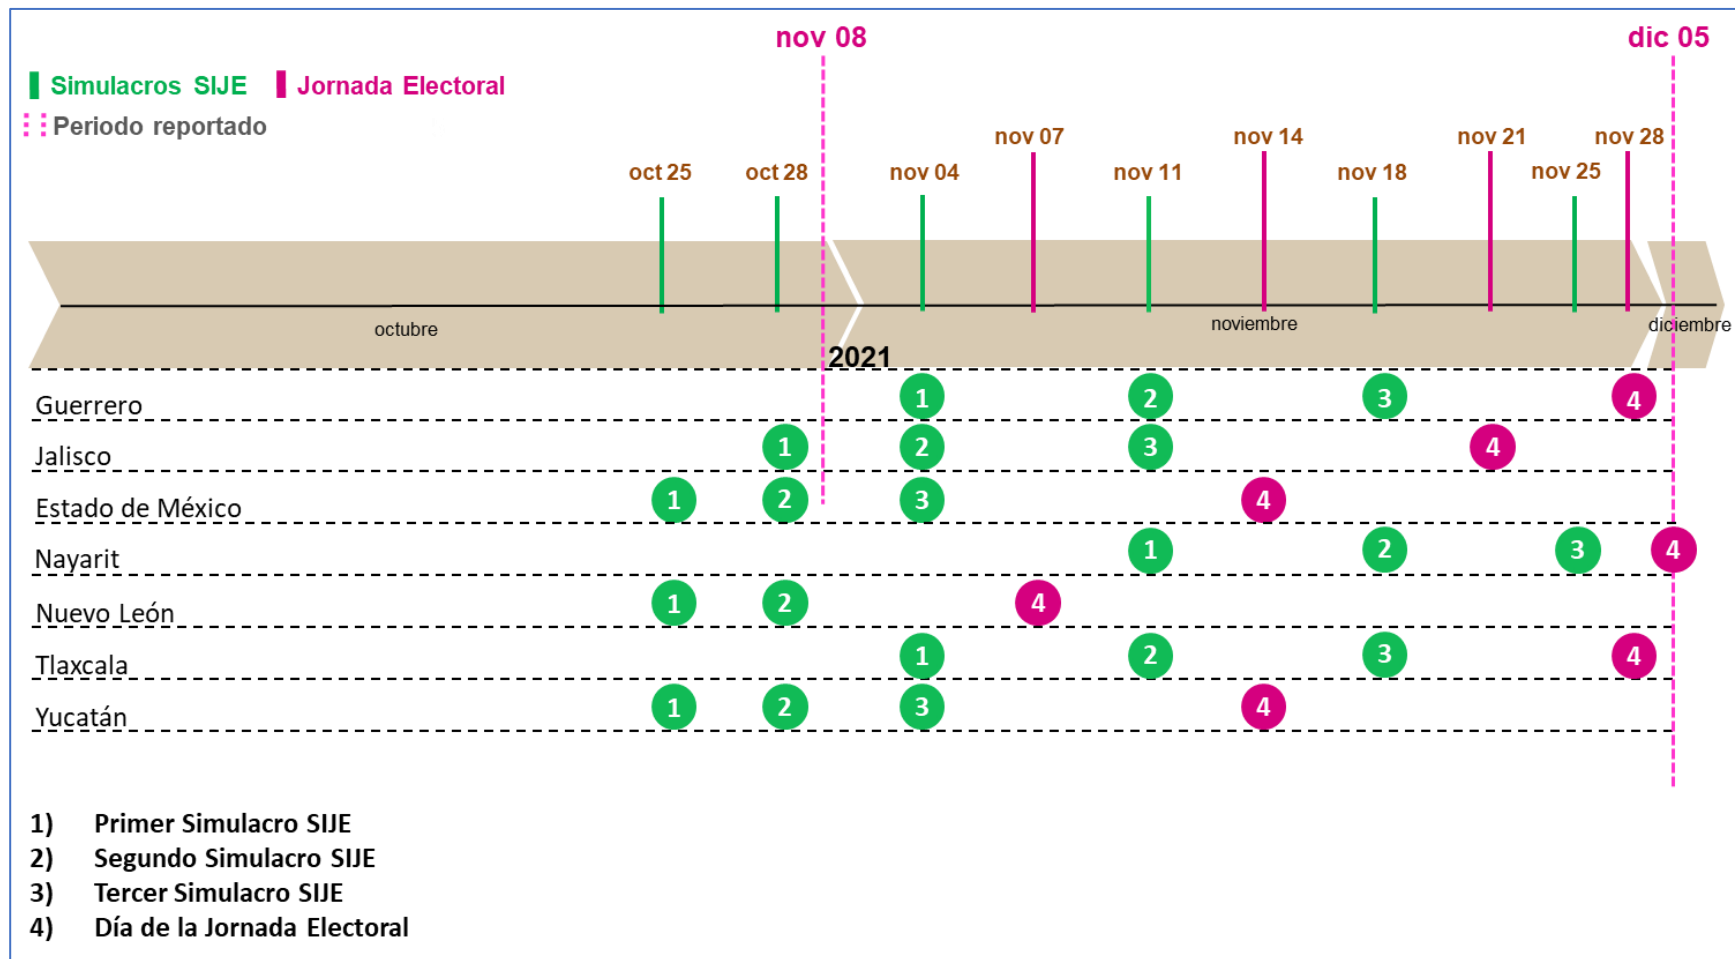 nov 08 dic 05
Simulacros SIJE Jornada Electoral
Periodo reportado
nov 07 nov 14 nov 21 nov 28
oct 25 oct 28 nov 04 nov 11 nov 18 nov 25
octubre noviembre diciembre
2021
Guerrero 1 2 3 4
Jalisco 1 2 3 4
Estado de México 1 2 3 4
Nayarit 1 2 3 4
Nuevo León 1 2 4
Tlaxcala 1 2 3 4
Yucatán 1 2 3 4
1) Primer Simulacro SIJE
2) Segundo Simulacro SIJE
3) Tercer Simulacro SIJE
4) Día de la Jornada Electoral